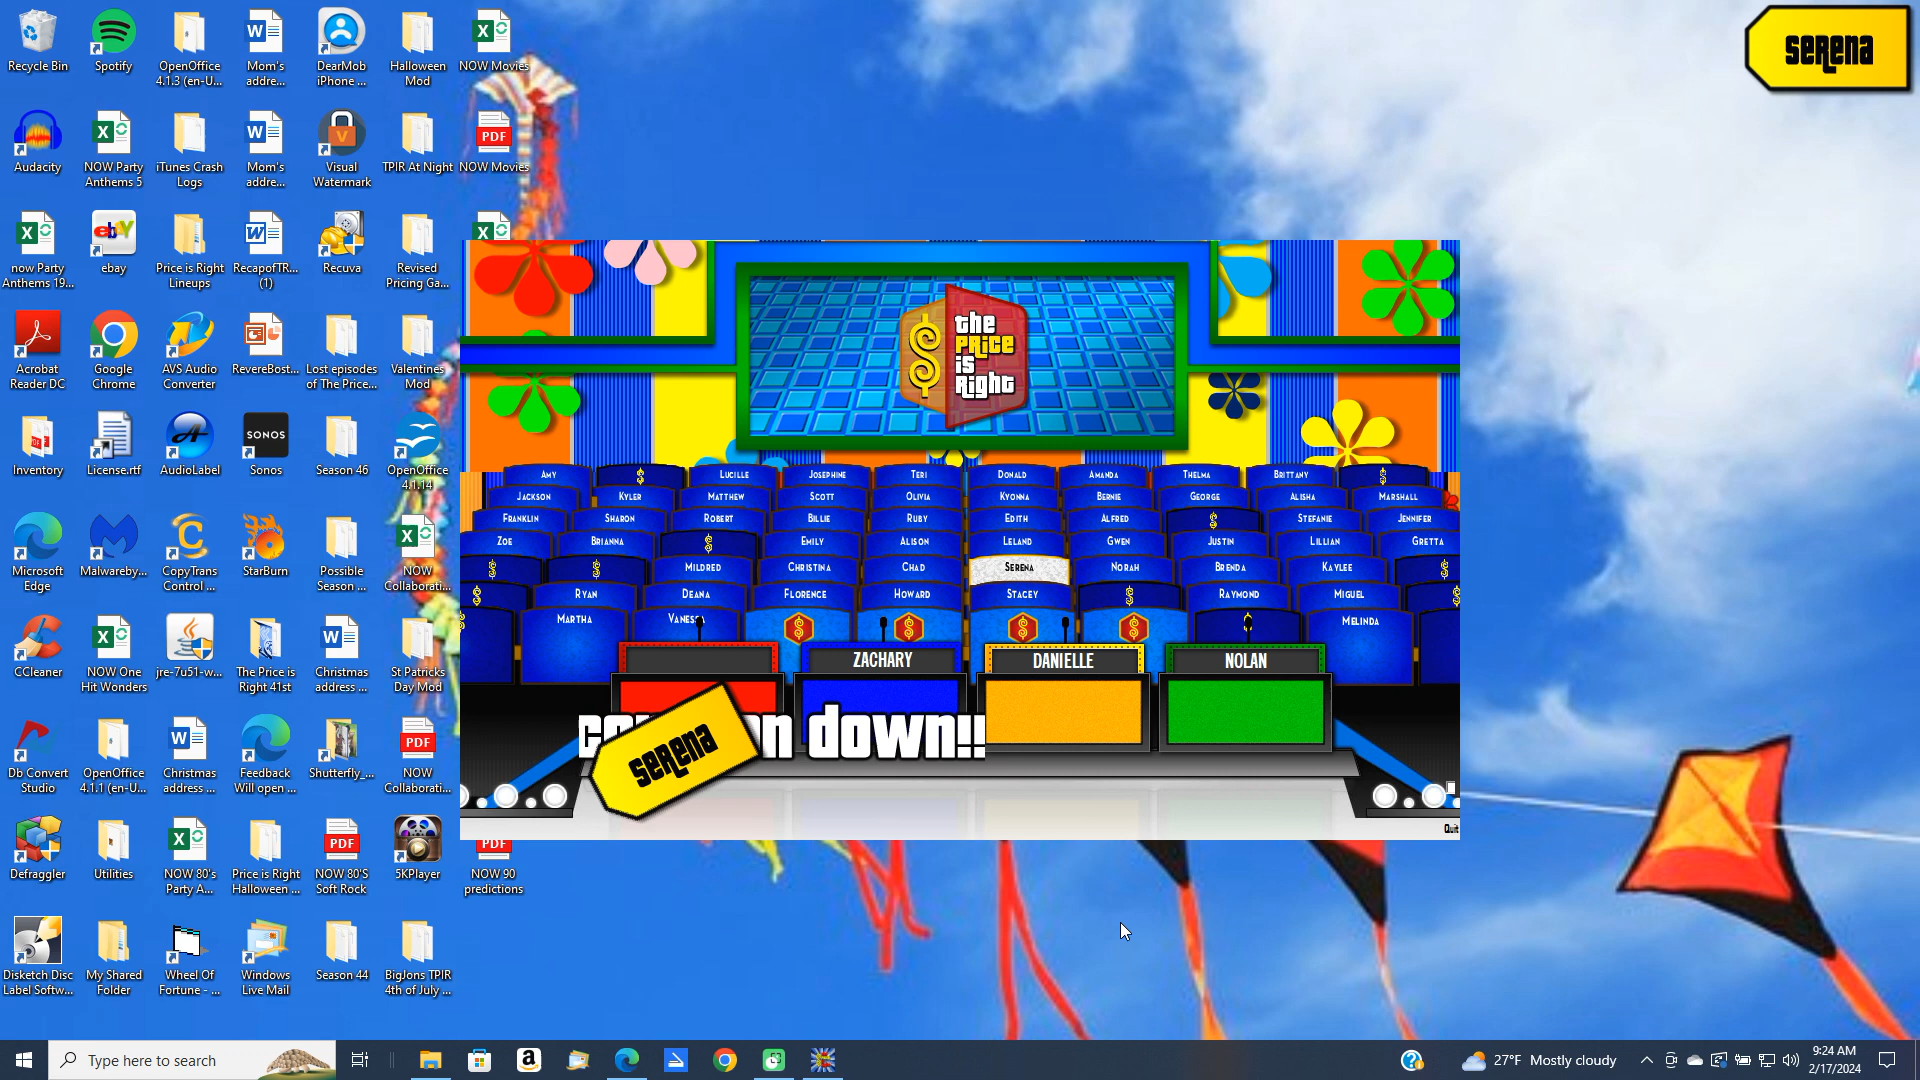 Recycle Bin
Spotify
OpenOffice
4.1.3 (en-U...
Mom's
addre...
DearMob
iPhone ...
Halloween
Mod
NOW Movies
serena
Audacity
NOW Party
Anthems 5
iTunes Crash
Logs
Mom's
addre...
Visual
Watermark
TPIR At Night
NOW Movies
now Party
Anthems 19...
ebay
Price is Right
Lineups
RecapofTR...
(1)
Recuva
Revised
Pricing Ga...
Acrobat
Reader DC
Google
Chrome
AVS Audio
Converter
RevereBost...
Lost episodes
of The Price...
Valentines
Mod
the
PRice
is
Right
Inventory
License.rtf
AudioLabel
SONOS
Sonos
Season 46
OpenOffice
4.1.14
Amy
Lucille
Josephine
Teri
Donald
Amanda
Thelma
Brittany
Jackson
Kyler
Matthew
Scott
Olivia
Kyonna
Bernie
George
Alisha
Marshall
Franklin
Sharon
Robert
Billie
Ruby
Edith
Alfred
Stefanie
Jennifer
Zoe
Brianna
Emily
Alison
Leland
Gwen
Justin
Lillian
Gretta
Mildred
Christina
Chad
Serena
Norah
Brenda
Kaylee
Ryan
Deana
Florence
Howard
Stacey
Raymond
Miguel
Martha
Vanessa
Melinda
ZACHARY
DANIELLE
NOLAN
down!!
serena
Quit
Microsoft
Edge
Malwareby...
CopyTrans
Control ...
StarBurn
Possible
Season ...
NOW
Collaborati...
CCleaner
NOW One
Hit Wonders
jre-7u51-w...
The Price is
Right 41st
Christmas
address ...
St Patricks
Day Mod
Db Convert
Studio
OpenOffice
4.1.1 (en-U...
Christmas
address ...
Feedback
Will open ...
Shutterfly_...
NOW
Collaborati...
Defraggler
Utilities
NOW 80's
Party A...
Price is Right
Halloween ...
NOW 80'S
Soft Rock
5KPlayer
NOW 90
predictions
Disketch Disc
Label Softw...
My Shared
Folder
Wheel Of
Fortune - ...
Windows
Live Mail
Season 44
BigJons TPIR
4th of July ...
Type here to search
27°F Mostly cloudy
9:24 AM
2/17/2024